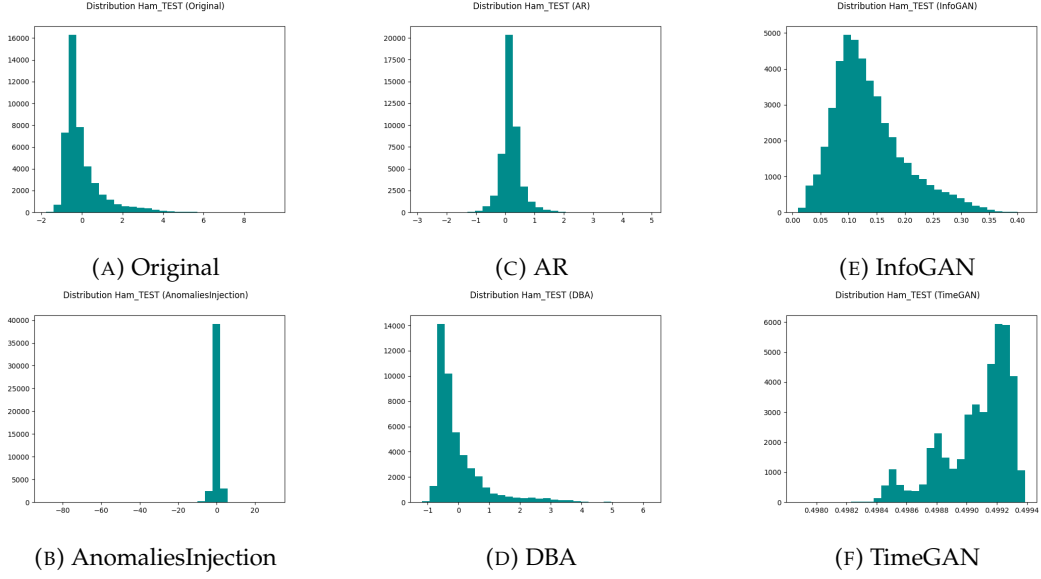 Distribution Ham_TEST (Original)
16000
14000
12000
10000
8000
6000
4000
2000
0
−2 0 2 4 6 8
(A) Original
Distribution Ham_TEST (AR)
20000
17500
15000
12500
10000
7500
5000
2500
0
−3 −2 −1 0 1 2 3 4 5
(C) AR
Distribution Ham_TEST (InfoGAN)
5000
4000
3000
2000
1000
0
0.00 0.05 0.10 0.15 0.20 0.25 0.30 0.35 0.40
(E) InfoGAN
Distribution Ham_TEST (AnomaliesInjection)
40000
35000
30000
25000
20000
15000
10000
5000
0
−80 −60 −40 −20 0 20
(B) AnomaliesInjection
Distribution Ham_TEST (DBA)
14000
12000
10000
8000
6000
4000
2000
0
−1 0 1 2 3 4 5 6
(D) DBA
Distribution Ham_TEST (TimeGAN)
6000
5000
4000
3000
2000
1000
0
0.4980 0.4982 0.4984 0.4986 0.4988 0.4990 0.4992 0.4994
(F) TimeGAN